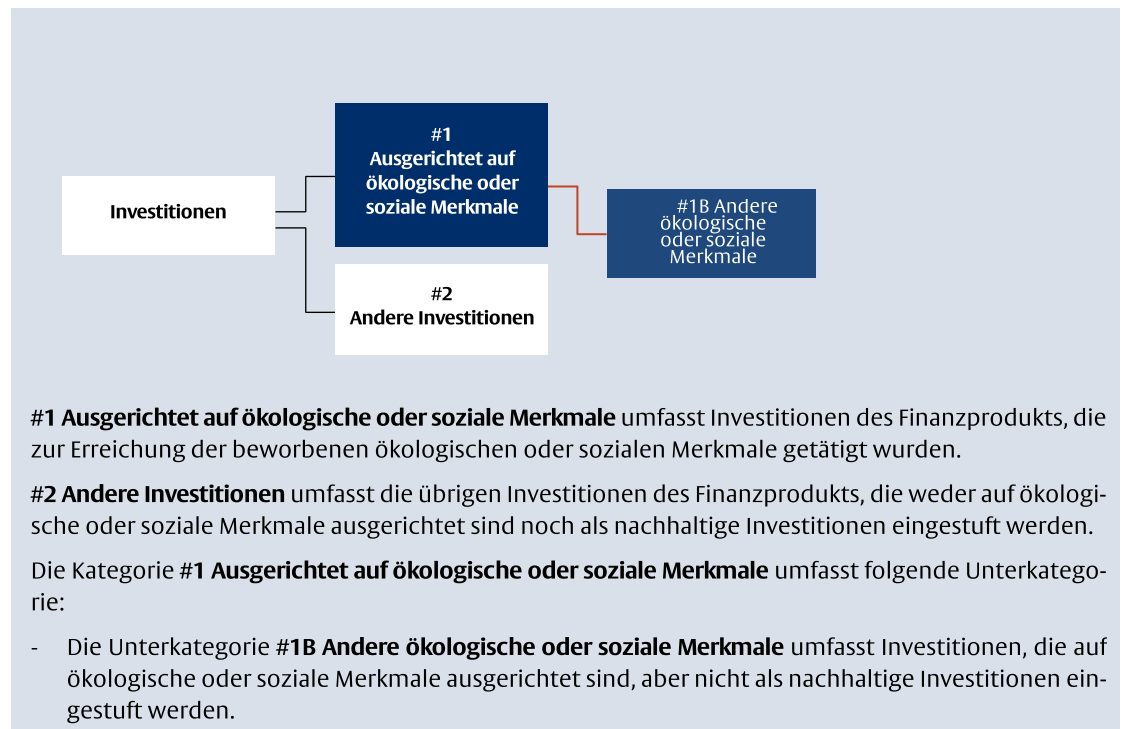 #1
Ausgerichtet auf
ökologische oder
soziale Merkmale
Investitionen
#1B Andere
ökologische
oder soziale
Merkmale
#2
Andere Investitionen
#1 Ausgerichtet auf ökologische oder soziale Merkmale umfasst Investitionen des Finanzprodukts, die
zur Erreichung der beworbenen ökologischen oder sozialen Merkmale getätigt wurden.
#2 Andere Investitionen umfasst die übrigen Investitionen des Finanzprodukts, die weder auf ökologi-
sche oder soziale Merkmale ausgerichtet sind noch als nachhaltige Investitionen eingestuft werden.
Die Kategorie #1 Ausgerichtet auf ökologische oder soziale Merkmale umfasst folgende Unterkatego-
rie:
- Die Unterkategorie #1B Andere ökologische oder soziale Merkmale umfasst Investitionen, die auf
ökologische oder soziale Merkmale ausgerichtet sind, aber nicht als nachhaltige Investitionen ein-
gestuft werden.